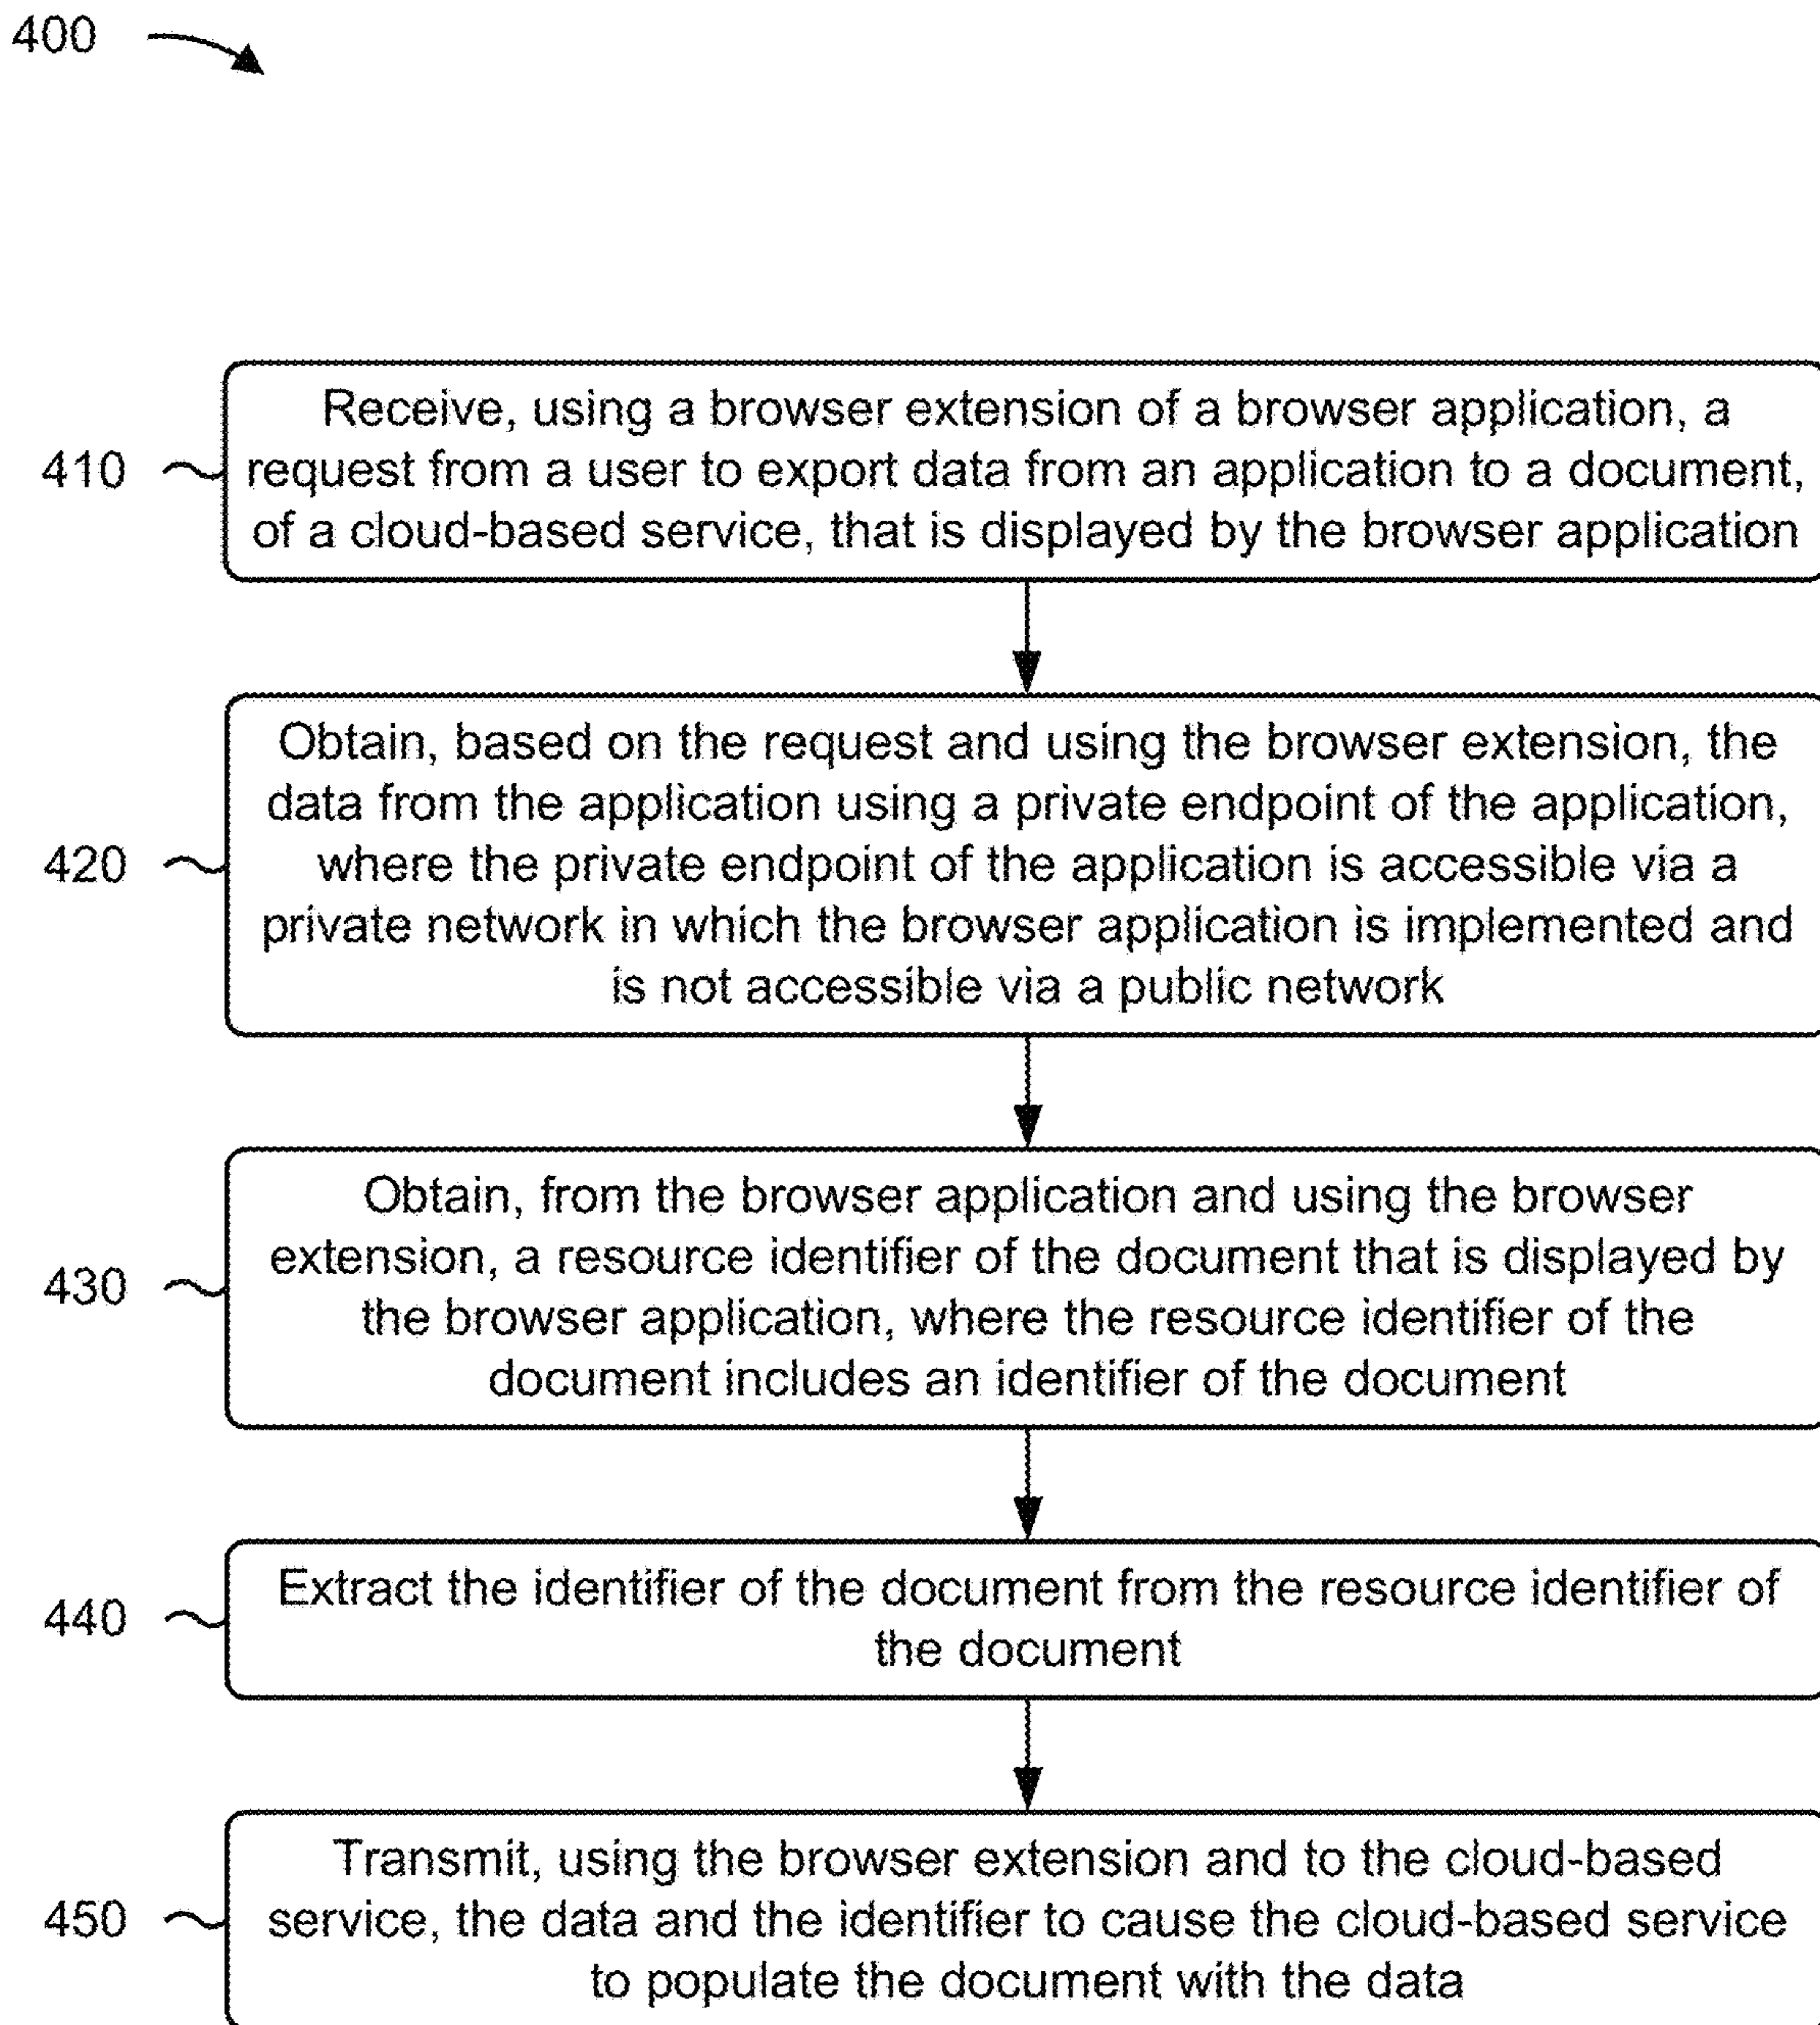 400
Receive, using a browser extension of a browser application, a
410
request from a user to export data from an application to a document,
of a cloud-based service, that is displayed by the browser application
Obtain, based on the request and using the browser extension, the
data from the application using a private endpoint of the application,
420
where the private endpoint of the application is accessible via a
private network in which the browser application is implemented and
is not accessible via a public network
Obtain, from the browser application and using the browser
extension, a resource identifier of the document that is displayed by
430
the browser application, where the resource identifier of the
document includes an identifier of the document
440
Extract the identifier of the document from the resource identifier of
the document
Transmit, using the browser extension and to the cloud-based
450
service, the data and the identifier to cause the cloud-based service
to populate the document with the data